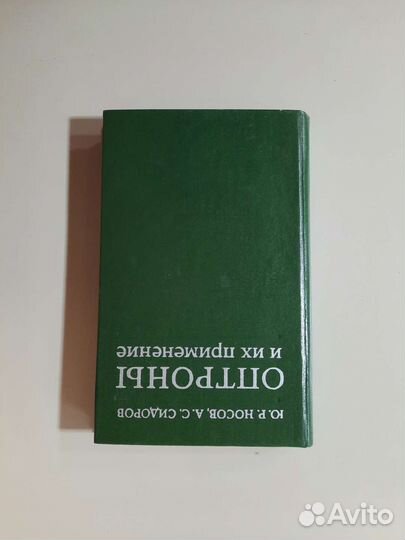 Ю. Р. НОСОВ, А. С. СИДОРОВ
ОПТРОНЫ
и их применение
Avito